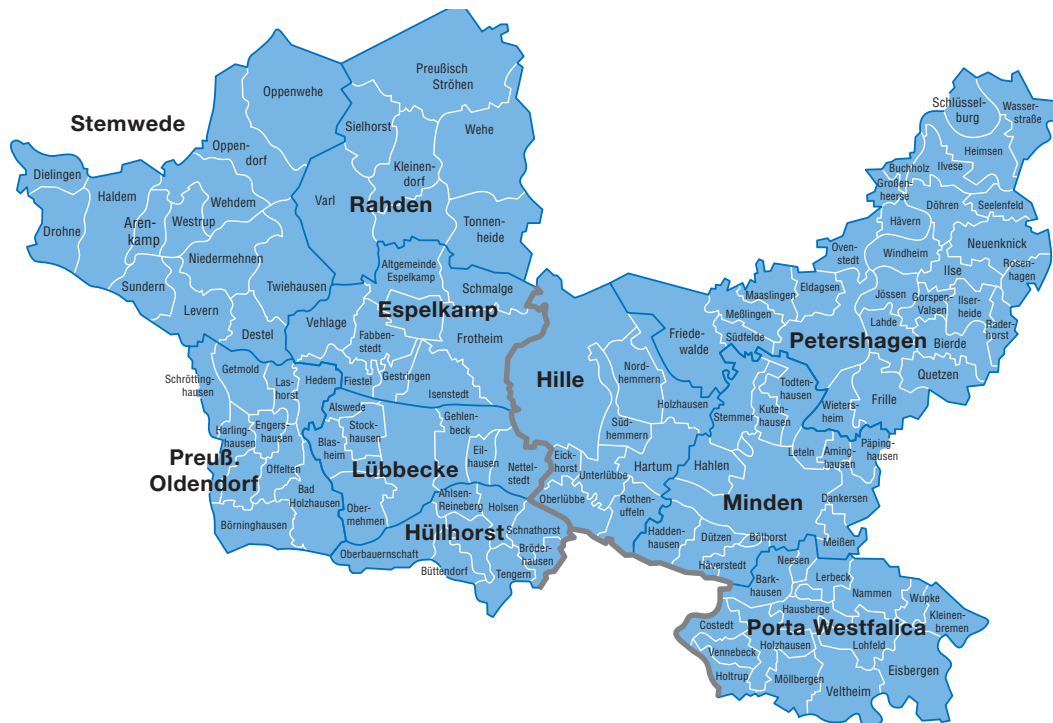 Stemwede
Oppenwehe
Oppen-
dorf
Dielingen
Haldem
Drohne
Aren-
kamp
Westrup
Wehdem
Niedermehnen
Sundern
Levern
Twiehausen
Destel
Preußisch
Ströhen
Sielhorst
Wehe
Kleinen-
dorf
Varl
Rahden
Tonnen-
heide
Altgemeinde
Espelkamp
Schmalge
Espelkamp
Vehlage
Fabben-
stedt
Frotheim
Fiestel
Gestringen
Isenstedt
Getmold
Schrötting-
hausen
Las-
horst
Hedem
Harling-
hausen
Engers-
hausen
Preuß.
Oldendorf
Offelten
Bad
Holzhausen
Börninghausen
Alswede
Stock-
hausen
Blas-
heim
Gehlen-
beck
Eil-
hausen
Lübbecke
Nettel-
stedt
Ober-
mehmen
Ahlsen-
Reineberg
Holsen
Hüllhorst
Schnathorst
Oberbauernschaft
Bröder-
hausen
Büttendorf
Tengern
Hille
Friede-
walde
Nord-
hemmern
Holzhausen
Süd-
hemmern
Eick-
horst
Unterlübbe
Hartum
Oberlübbe
Rothen-
uffeln
Schlüssel-
burg
Wasser-
straße
Heimsen
Buchholz
Ilvese
Großen-
heerse
Döhren
Seelenfeld
Hävern
Oven-
stedt
Windheim
Neuenknick
Rosen-
hagen
Ilse
Eldagsen
Maaslingen
Jössen
Gorspen-
Valsen
Ilser-
heide
Meßlingen
Südfelde
Lahde
Rader-
horst
Petershagen
Bierde
Quetzen
Frille
Wieters-
heim
Todten-
hausen
Stemmer
Kuten-
hausen
Leteln
Aming-
hausen
Päping-
hausen
Hahlen
Minden
Dankersen
Hadden-
hausen
Dützen
Bölhorst
Meißen
Häverstedt
Neesen
Bark-
hausen
Lerbeck
Nammen
Wülpke
Kleinen-
bremen
Hausberge
Costedt
Porta Westfalica
Vennebeck
Holzhausen
Lohfeld
Eisbergen
Holtrup
Möllbergen
Veltheim